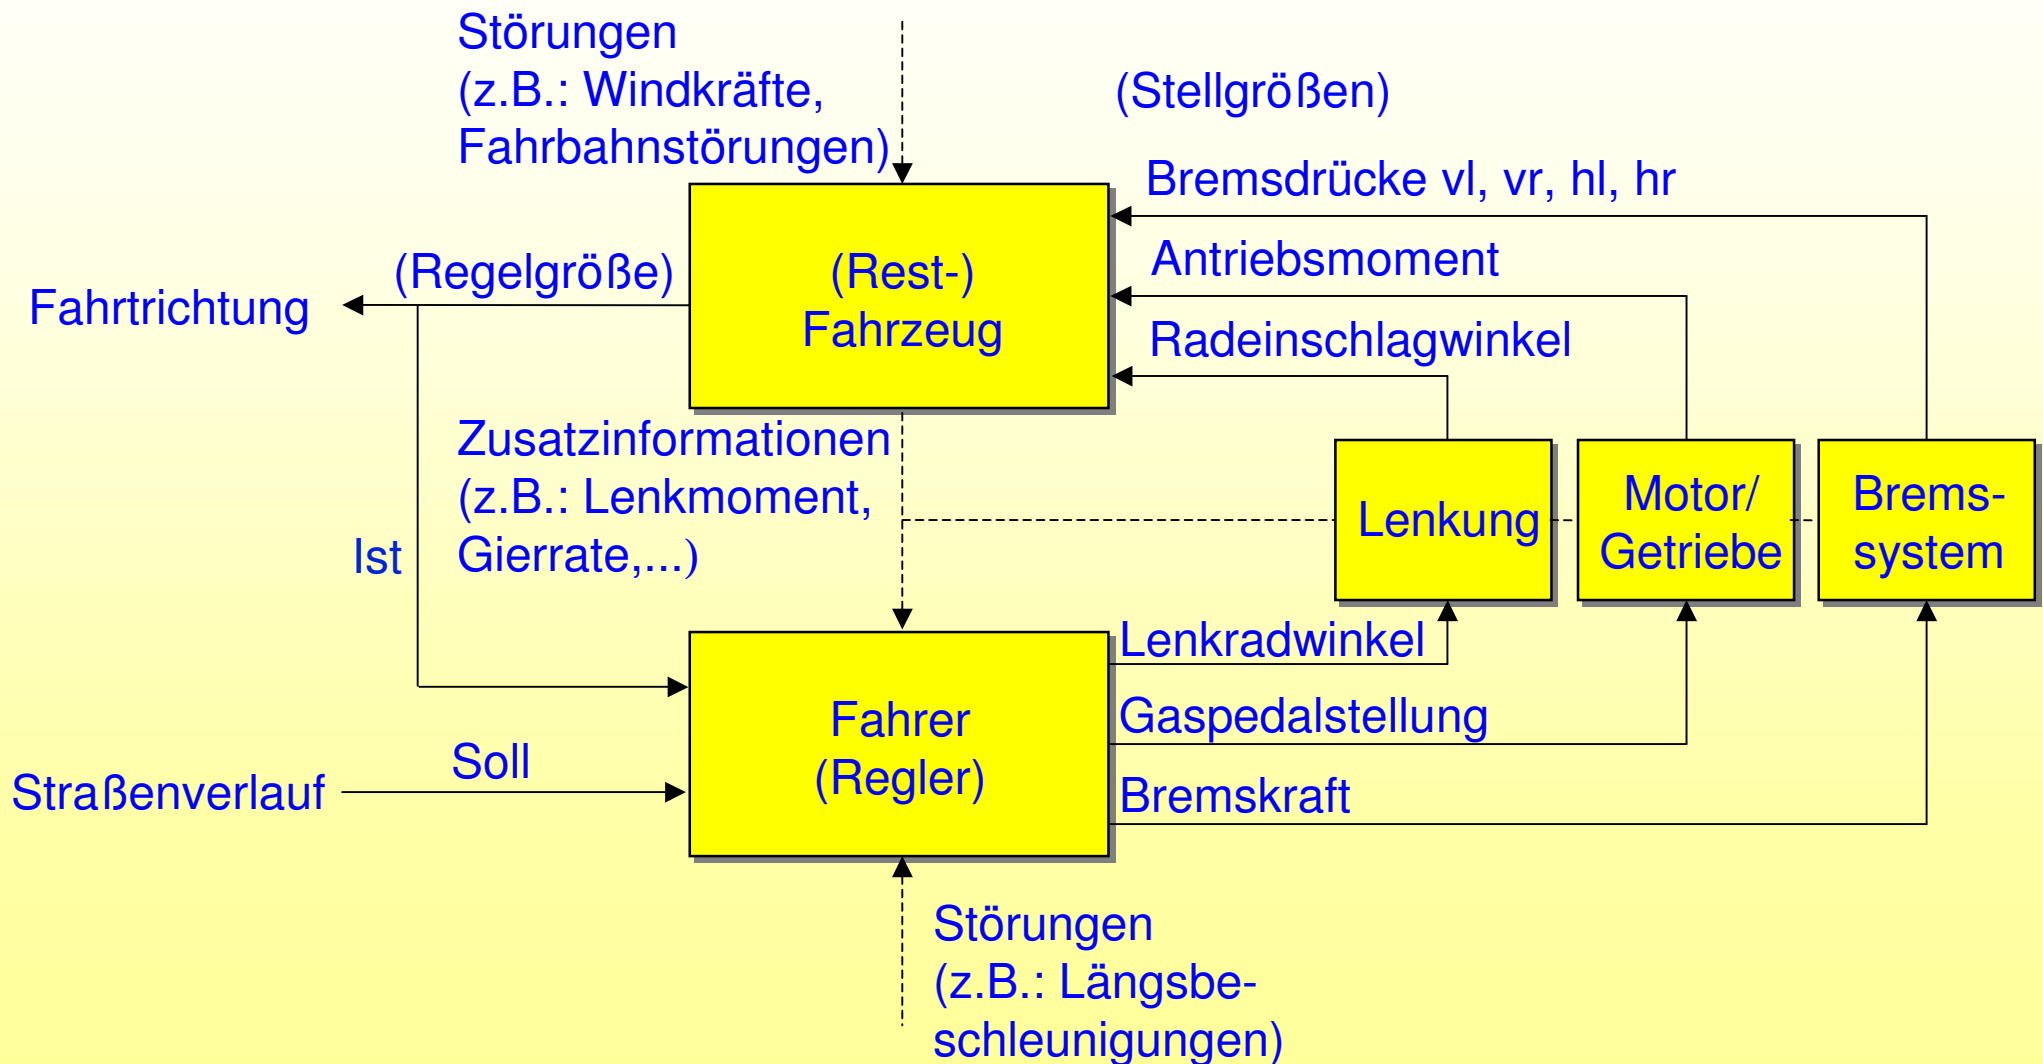 Störungen
(z.B.: Windkräfte,
Fahrbahnstörungen)
(Stellgrößen)
Bremsdrücke vl, vr, hl, hr
Antriebsmoment
Radeinschlagwinkel
(Regelgröße)
Fahrtrichtung
(Rest-)
Fahrzeug
Zusatzinformationen
(z.B.: Lenkmoment,
Gierrate,...)
Ist
Lenkung
Motor/
Getriebe
Brems-
system
Lenkradwinkel
Gaspedalstellung
Bremskraft
Fahrer
(Regler)
Soll
Straßenverlauf
Störungen
(z.B.: Längsbe-
schleunigungen)